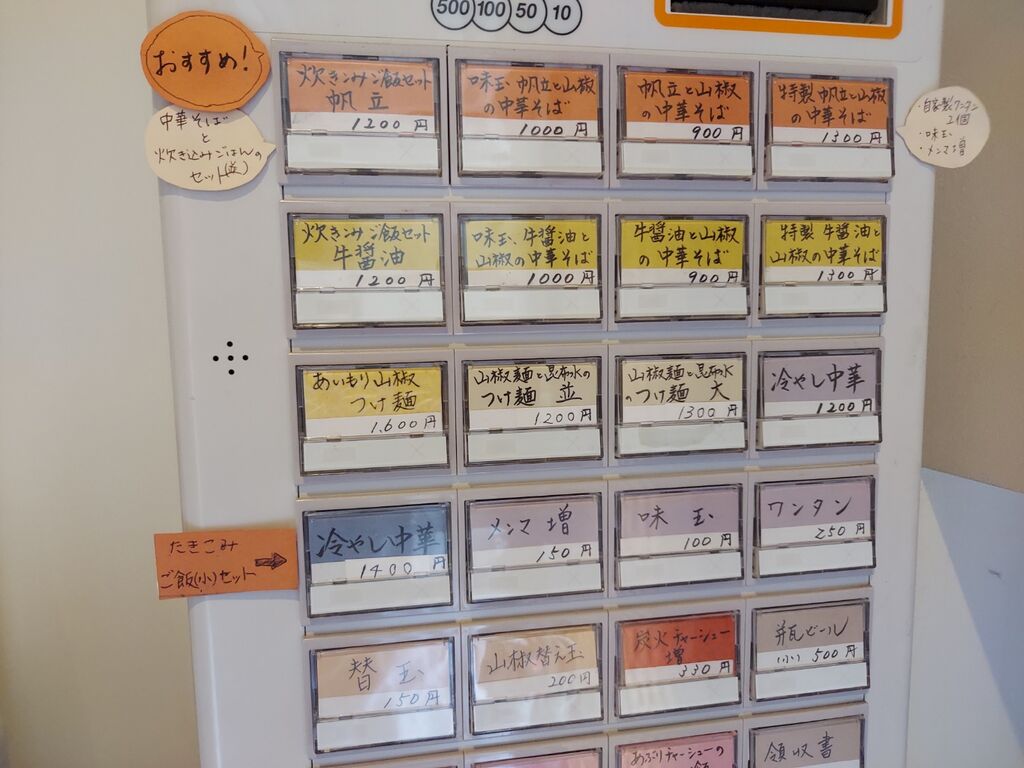 500 100 50 10
おすすめ!
中華そば
と
炊き込みごはんの
セット(並)
炊きこみご飯セット
帆立
1200円
味玉 帆立と山椒
の中華そば
1000円
帆立と山椒
の中華そば
900円
特製 帆立と山椒
の中華そば
1300円
・自家製ワンタン
2個
・味玉
・メンマ増
炊きこみご飯セット
牛醤油
1200円
味玉、牛醤油と
山椒の中華そば
1000円
牛醤油と山椒
の中華そば
900円
特製 牛醤油と
山椒の中華そば
1300円
あいもり山椒
つけ麺
1,600円
山椒麺と昆布水の
つけ麺 並
1200円
山椒麺と昆布水
のつけ麺 大
1300円
冷やし中華
1200円
たきこみ
ご飯(小)セット
冷やし中華
1400円
メンマ増
150円
味玉
100円
ワンタン
250円
替玉
150円
山椒替え玉
200円
炭火チャーシュー
増
330円
瓶ビール
(小) 500円
あぶりチャーシューの
領収書